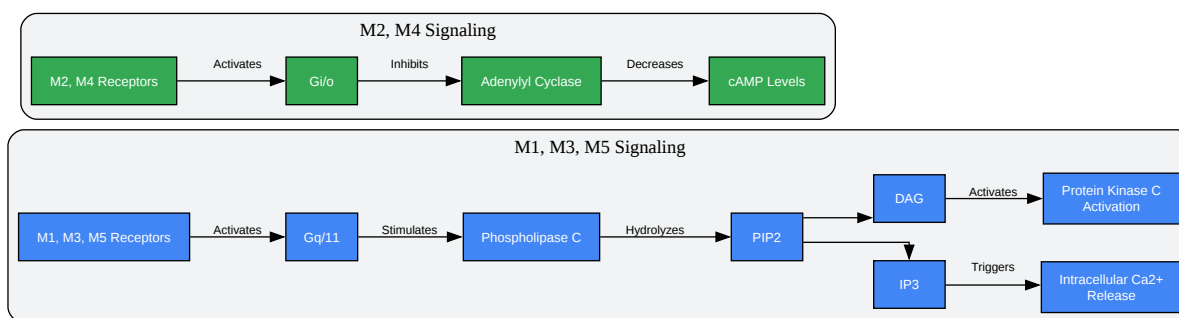 M2, M4 Signaling
M2, M4 Receptors
Activates
Gi/o
Inhibits
Adenylyl Cyclase
Decreases
cAMP Levels
M1, M3, M5 Signaling
M1, M3, M5 Receptors
Activates
Gq/11
Stimulates
Phospholipase C
Hydrolyzes
PIP2
DAG
Activates
Protein Kinase C
Activation
IP3
Triggers
Intracellular Ca2+
Release